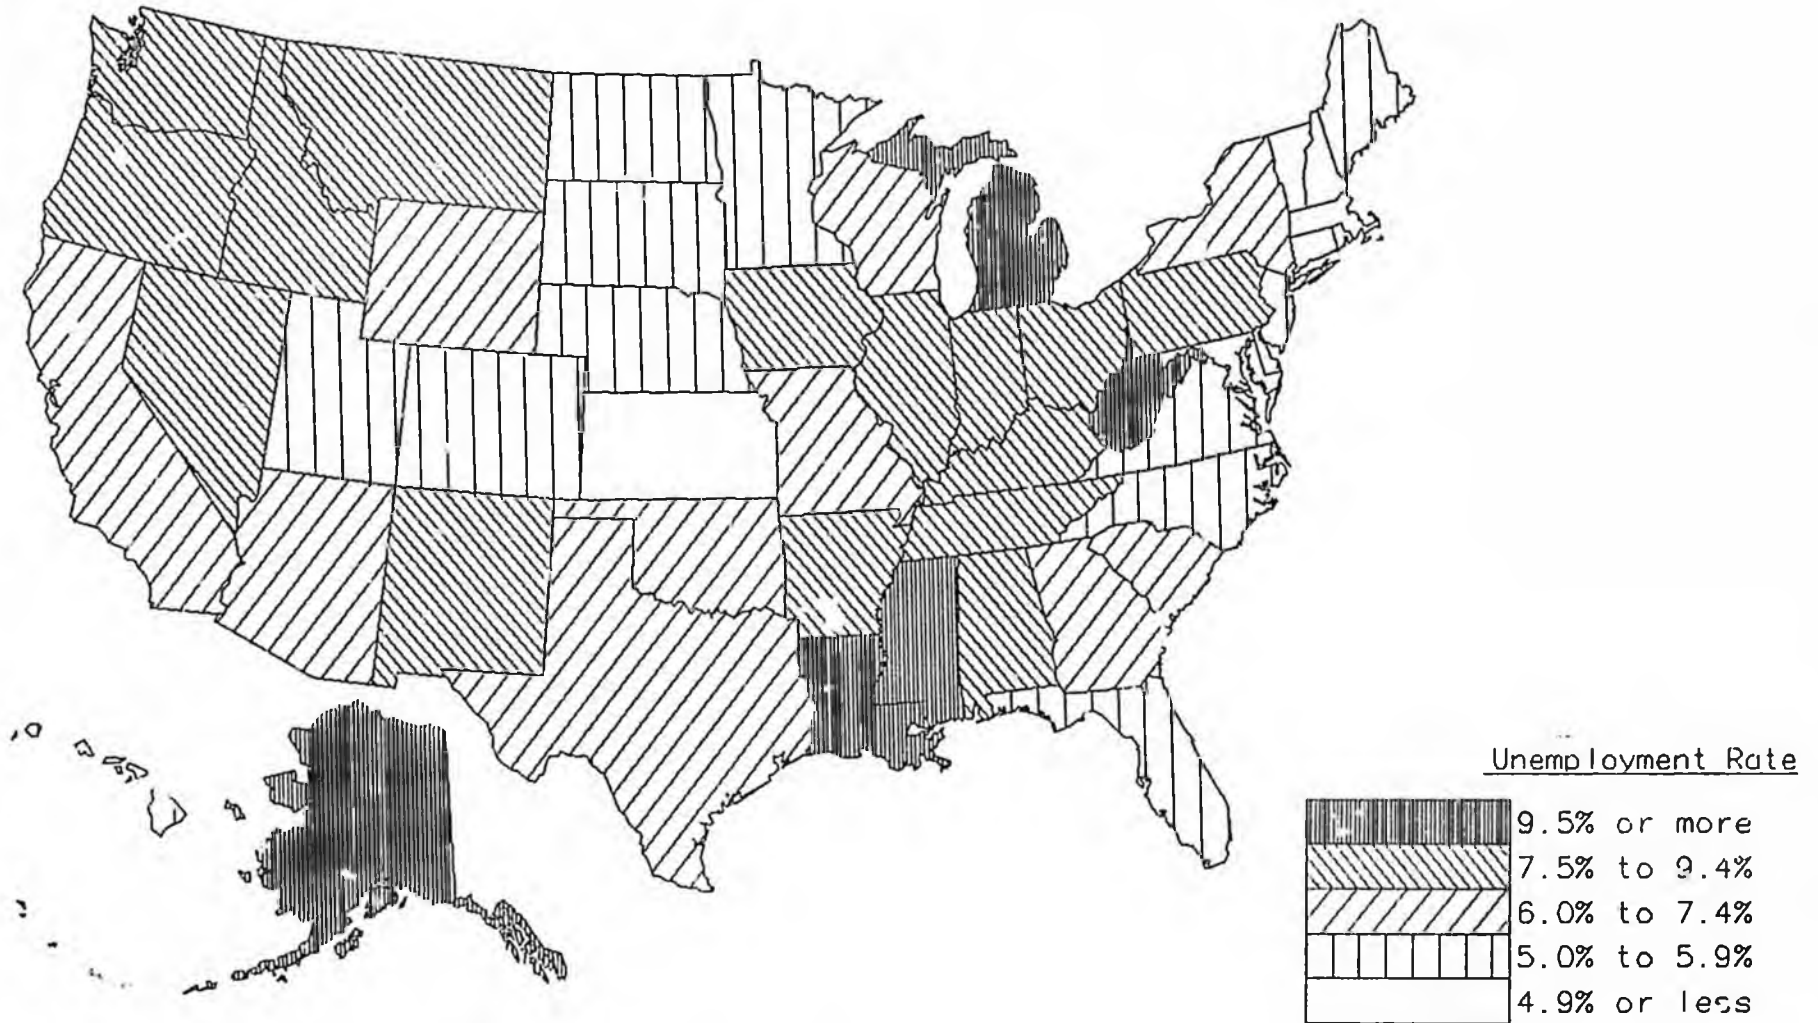 Unemployment Rate
9.5% or more
7.5% to 9.4%
6.0% to 7.4%
5.0% to 5.9%
4.9% or less